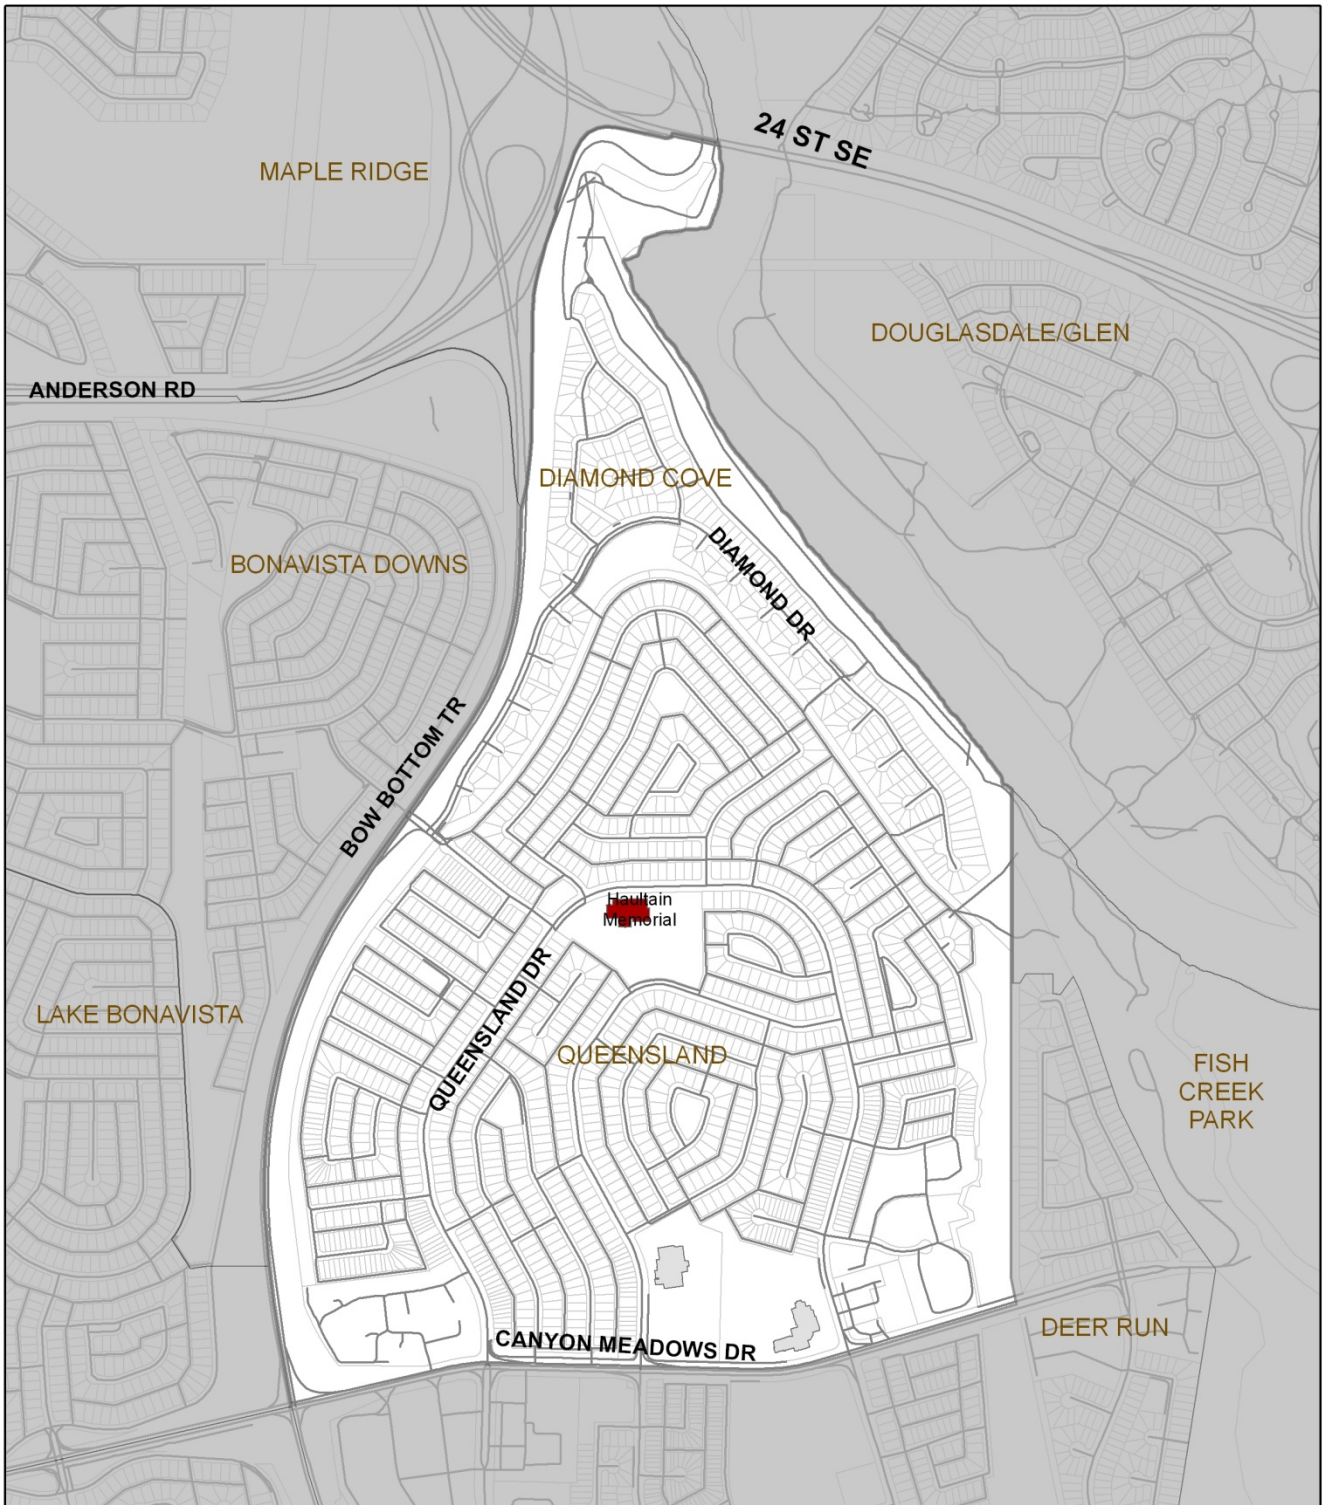 24 ST SE
MAPLE RIDGE
DOUGLASDALE/GLEN
ANDERSON RD
DIAMOND COVE
DIAMOND DR
BONAVISTA DOWNS
BOW BOTTOM TR
Haultain
Memorial
QUEENSLAND DR
LAKE BONAVISTA
QUEENSLAND
FISH
CREEK
PARK
DEER RUN
CANYON MEADOWS DR